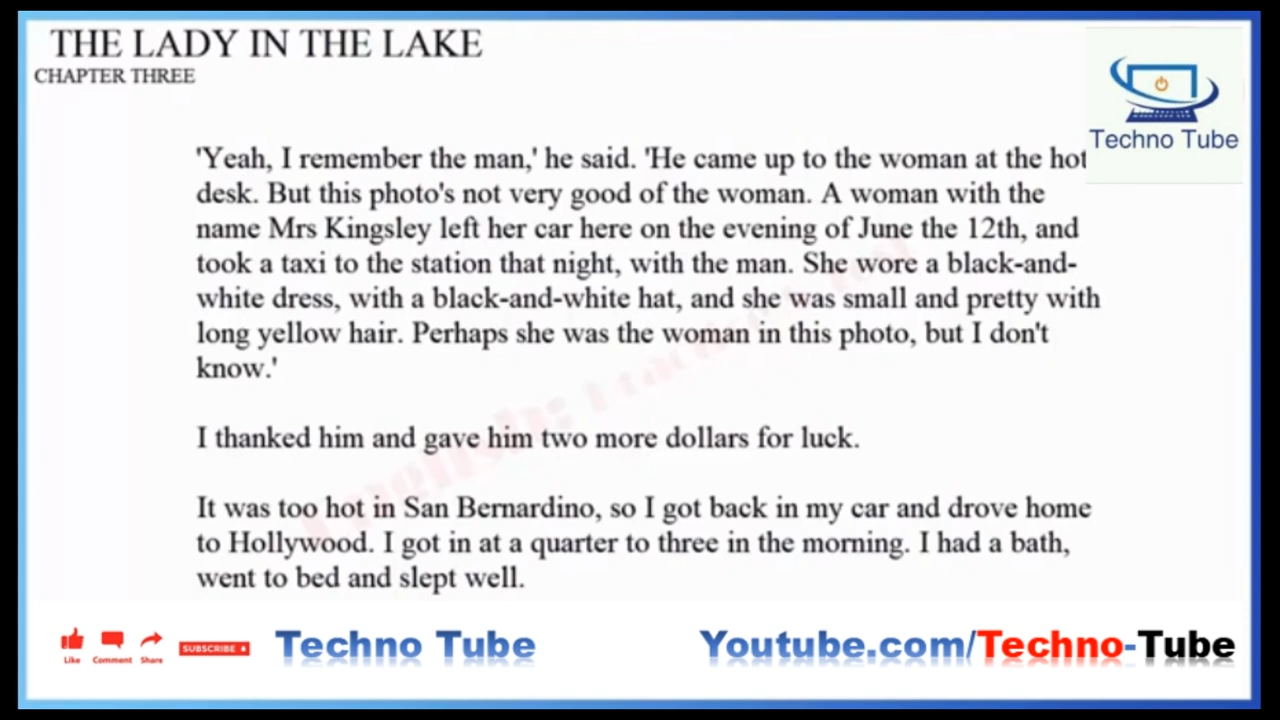 THE LADY IN THE LAKE
CHAPTER THREE
Techno Tube
'Yeah, I remember the man,' he said. 'He came up to the woman at the hot
desk. But this photo's not very good of the woman. A woman with the
name Mrs Kingsley left her car here on the evening of June the 12th, and
took a taxi to the station that night, with the man. She wore a black-and-
white dress, with a black-and-white hat, and she was small and pretty with
long yellow hair. Perhaps she was the woman in this photo, but I don't
know.'
I thanked him and gave him two more dollars for luck.
It was too hot in San Bernardino, so I got back in my car and drove home
to Hollywood. I got in at a quarter to three in the morning. I had a bath,
went to bed and slept well.
Like Comment Share SUBSCRIBE Techno Tube Youtube.com/Techno-Tube